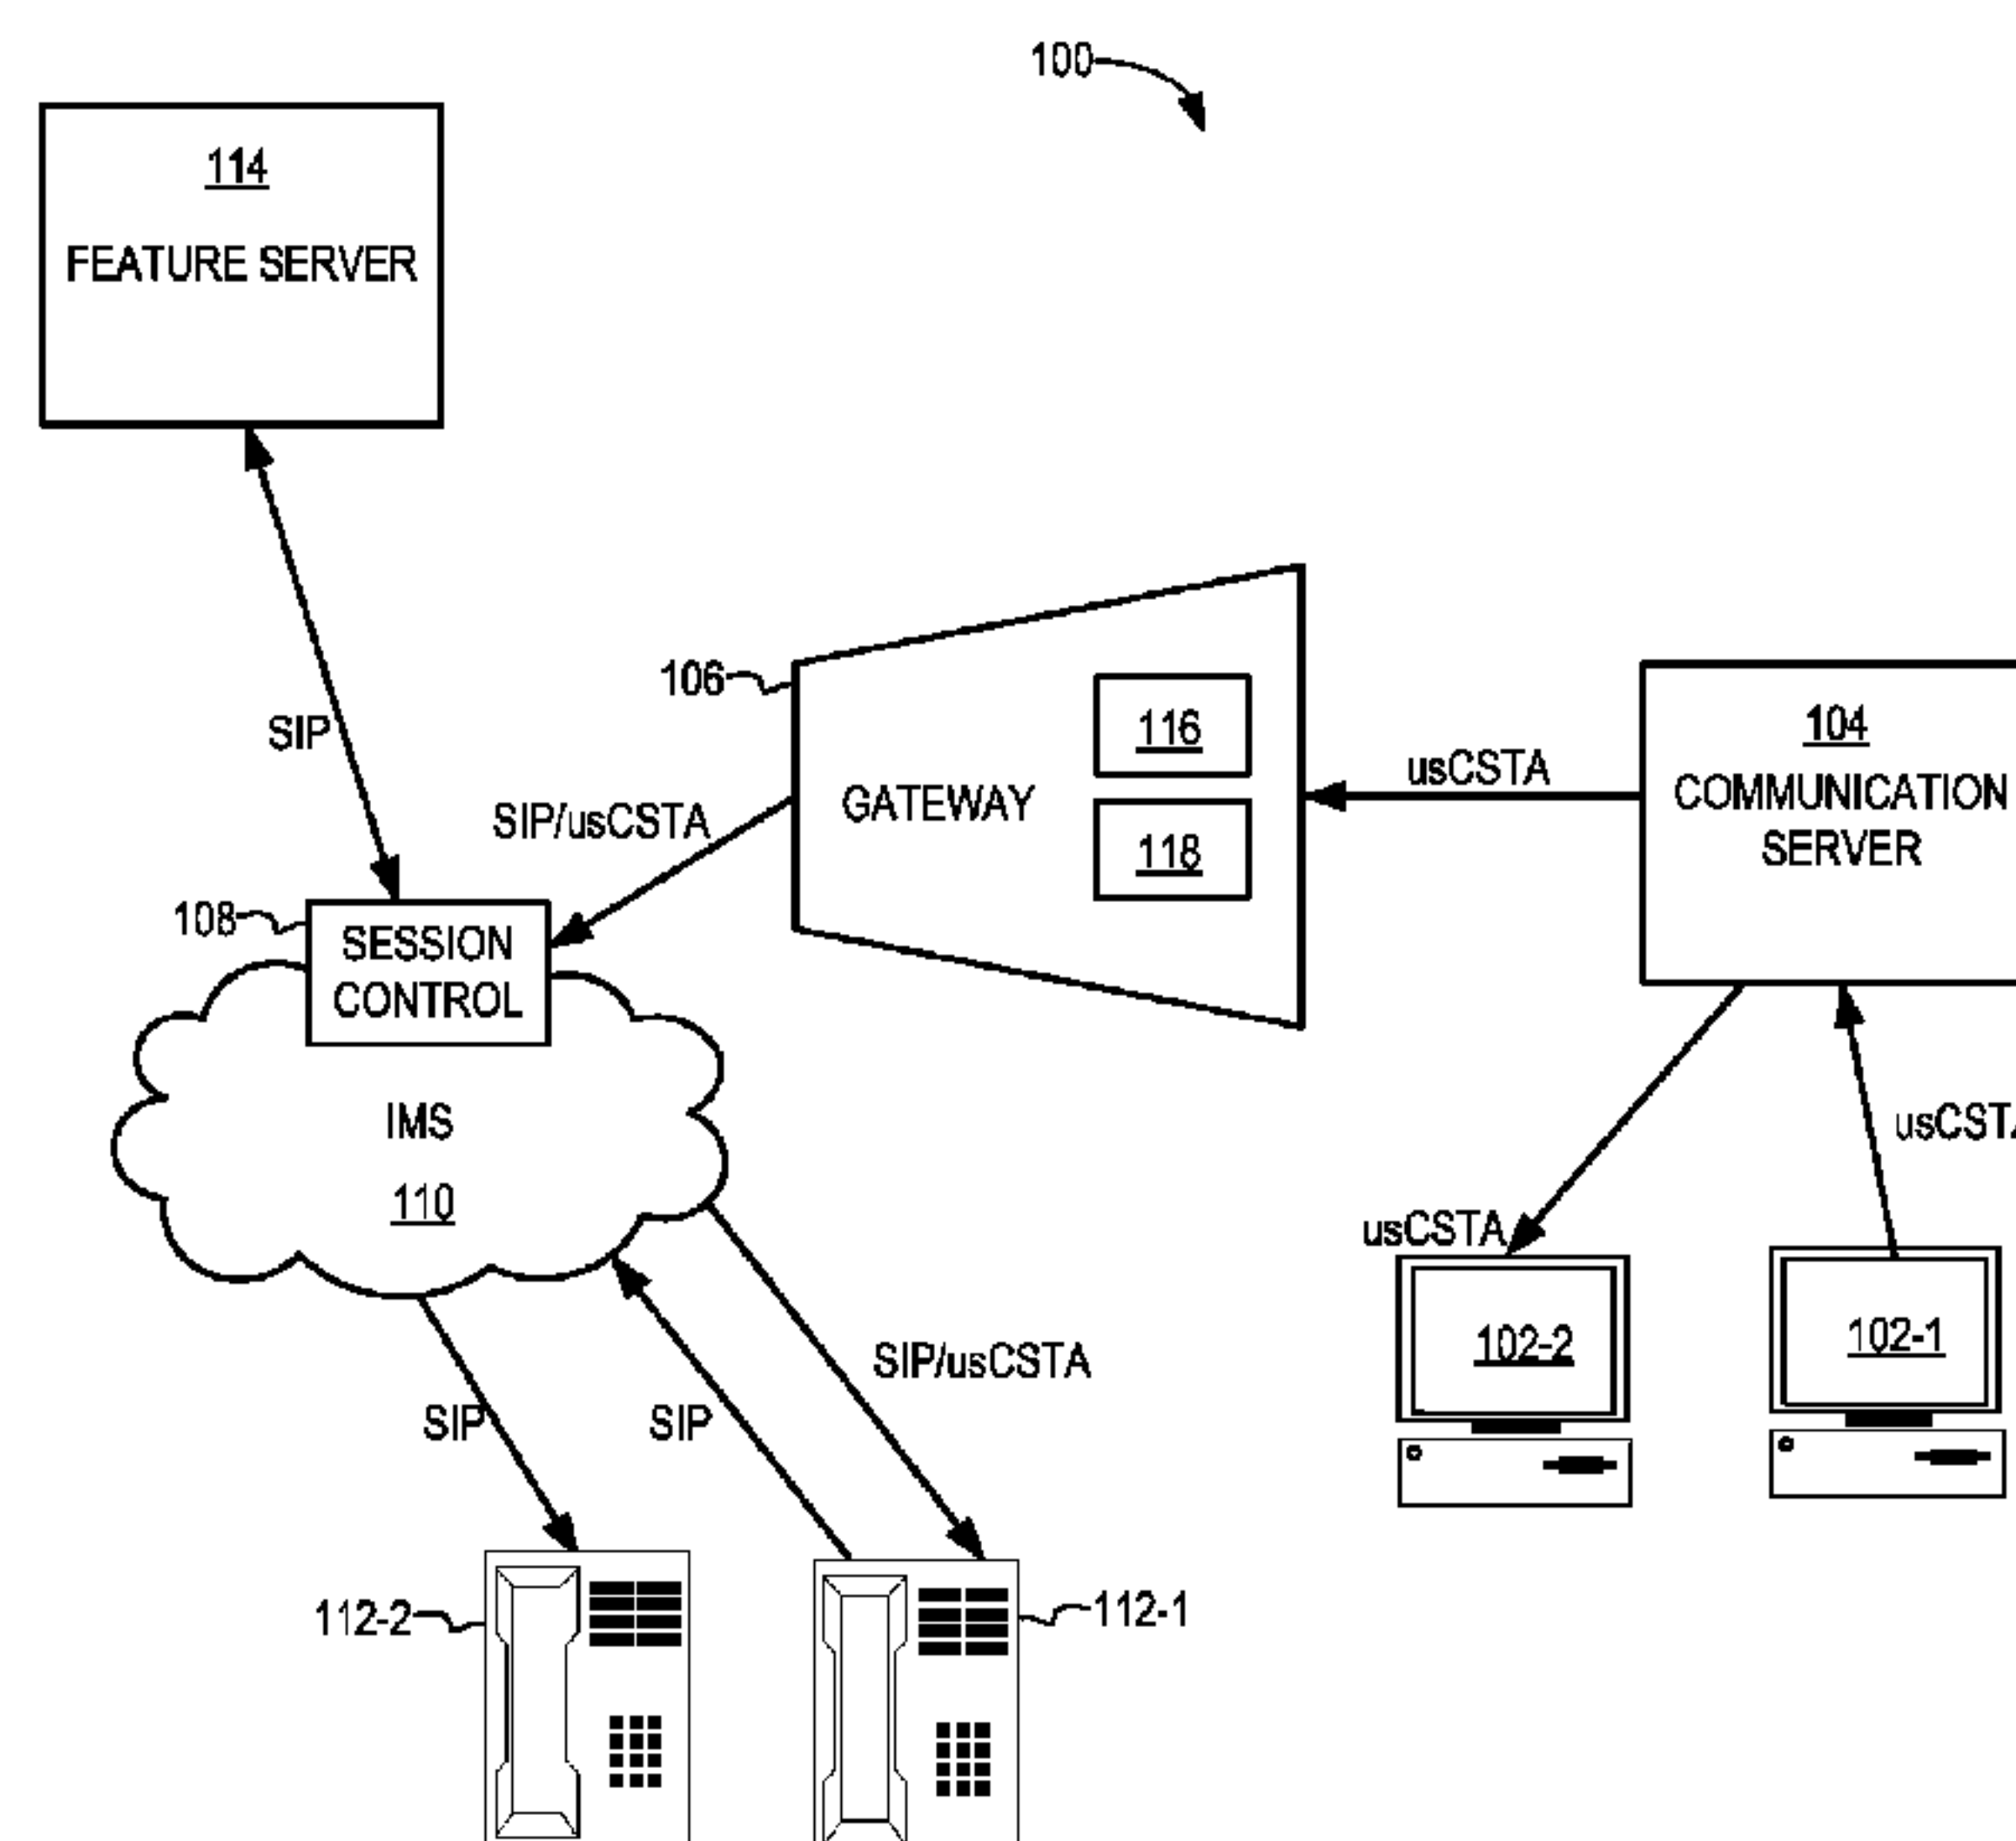 100
114
FEATURE SERVER
SIP
106
116
GATEWAY
118
SIP/usCSTA
usCSTA
104
COMMUNICATION
SERVER
108
SESSION
CONTROL
IMS
110
usCSTA
102-2
102-1
SIP
SIP
SIP/usCSTA
112-2
112-1